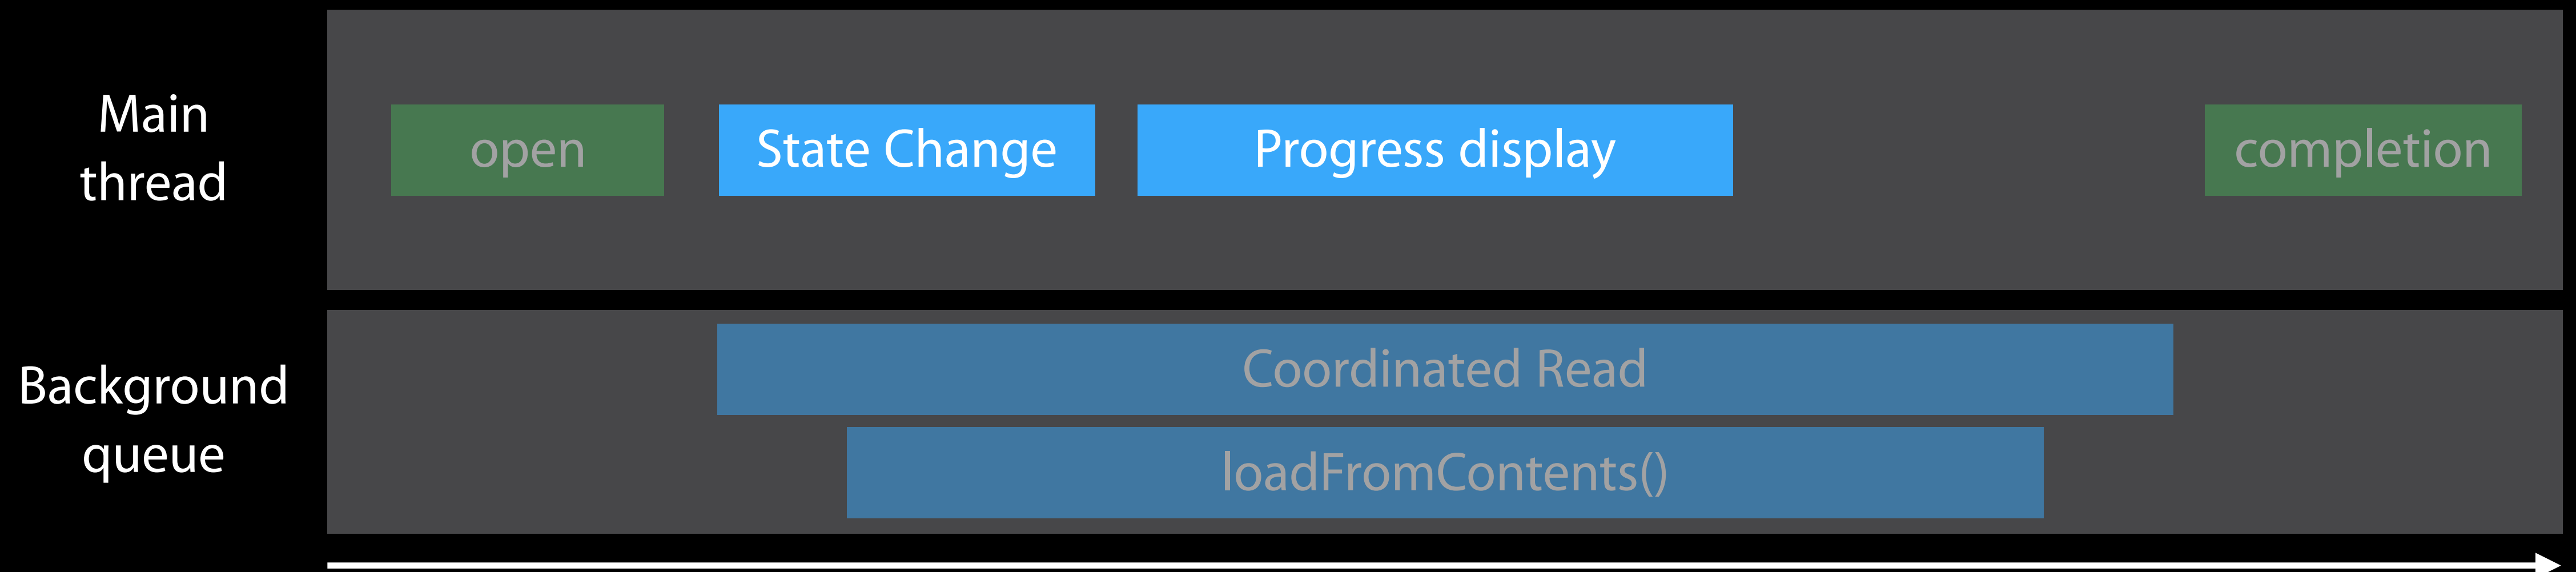 Main
thread
open
State Change
Progress display
completion
Background
queue
Coordinated Read
loadFromContents()